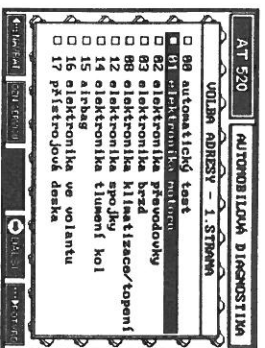 AT 520
AUTOMOBILOVÁ DIAGNOSTIKA
VOLBA ADRESY - 1.STRANA
00 automatický test
01 elektronika motoru
02 elektronika převodovky
03 elektronika brzd
08 elektronika klimatizace/topení
12 elektronika spojky
14 elektronika tlumení kol
15 airbag
16 elektronika ve volantu
17 přístrojová deska
NÁVRAT
DALŠÍ